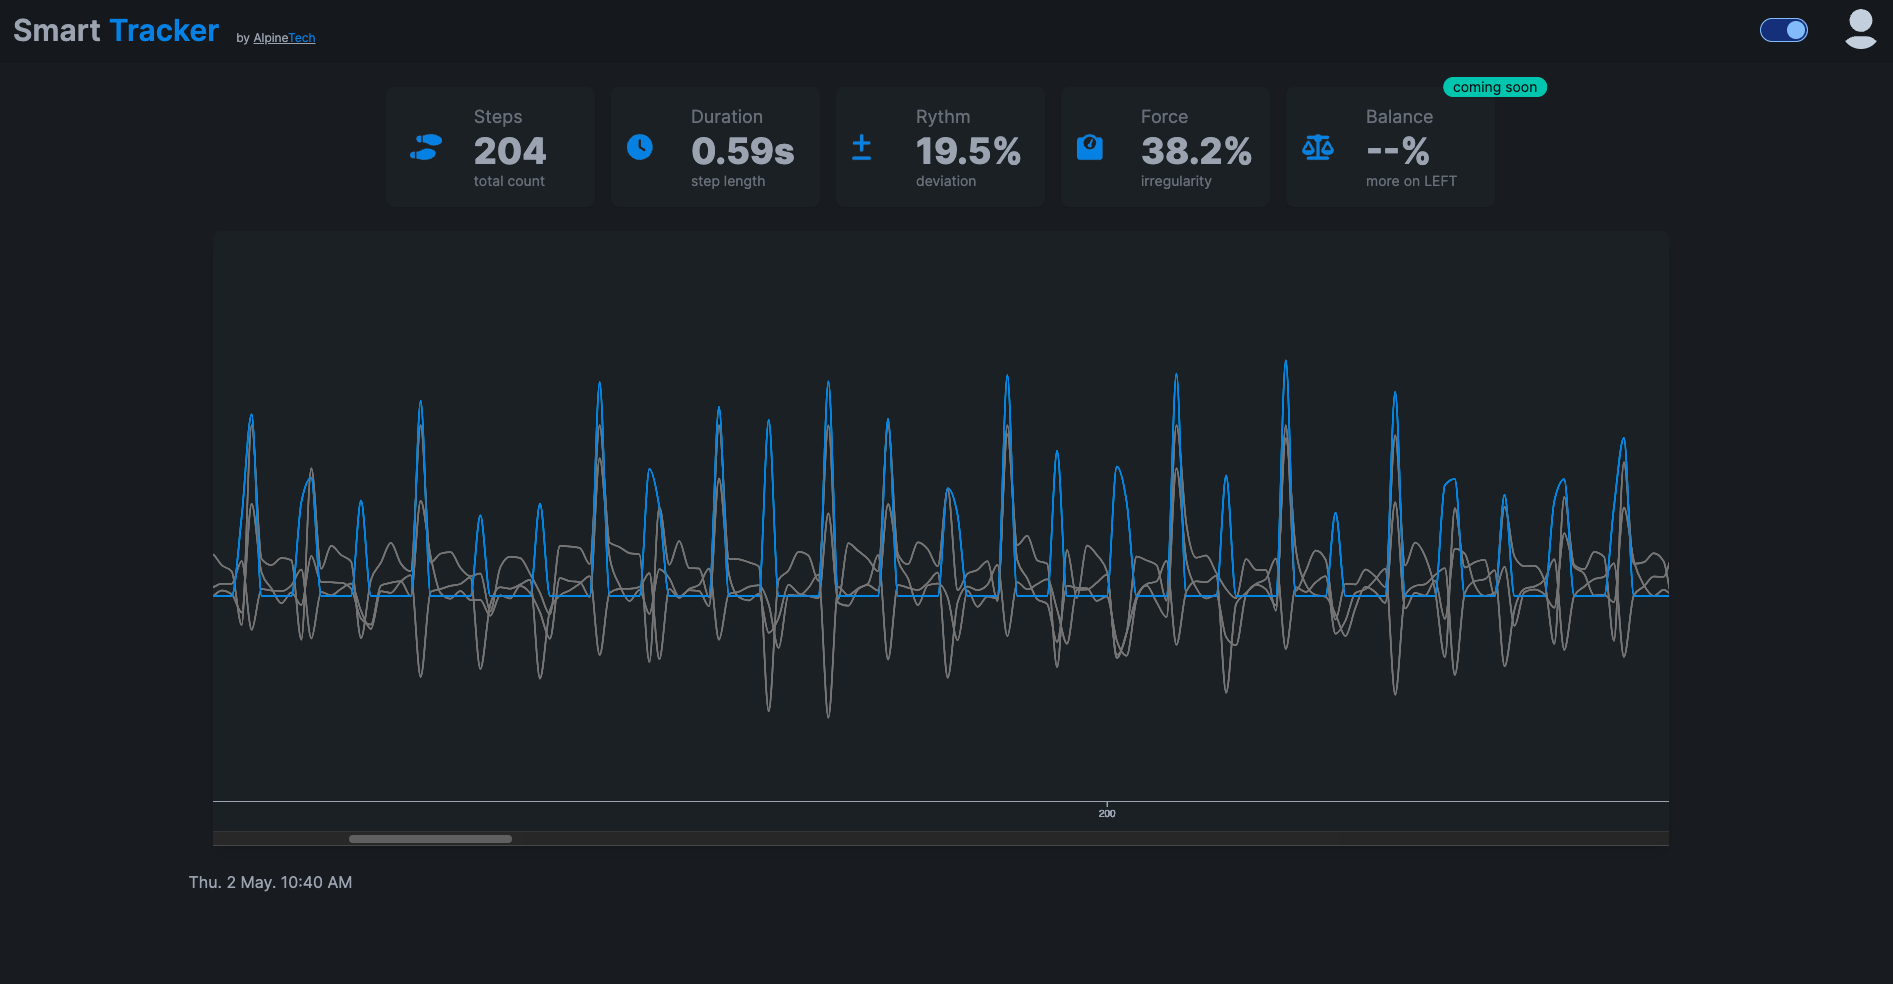 Smart Tracker by AlpineTech
coming soon
Steps
204
total count
Duration
0.59s
step length
Rythm
19.5%
deviation
Force
38.2%
irregularity
Balance
--%
more on LEFT
200
Thu. 2 May. 10:40 AM